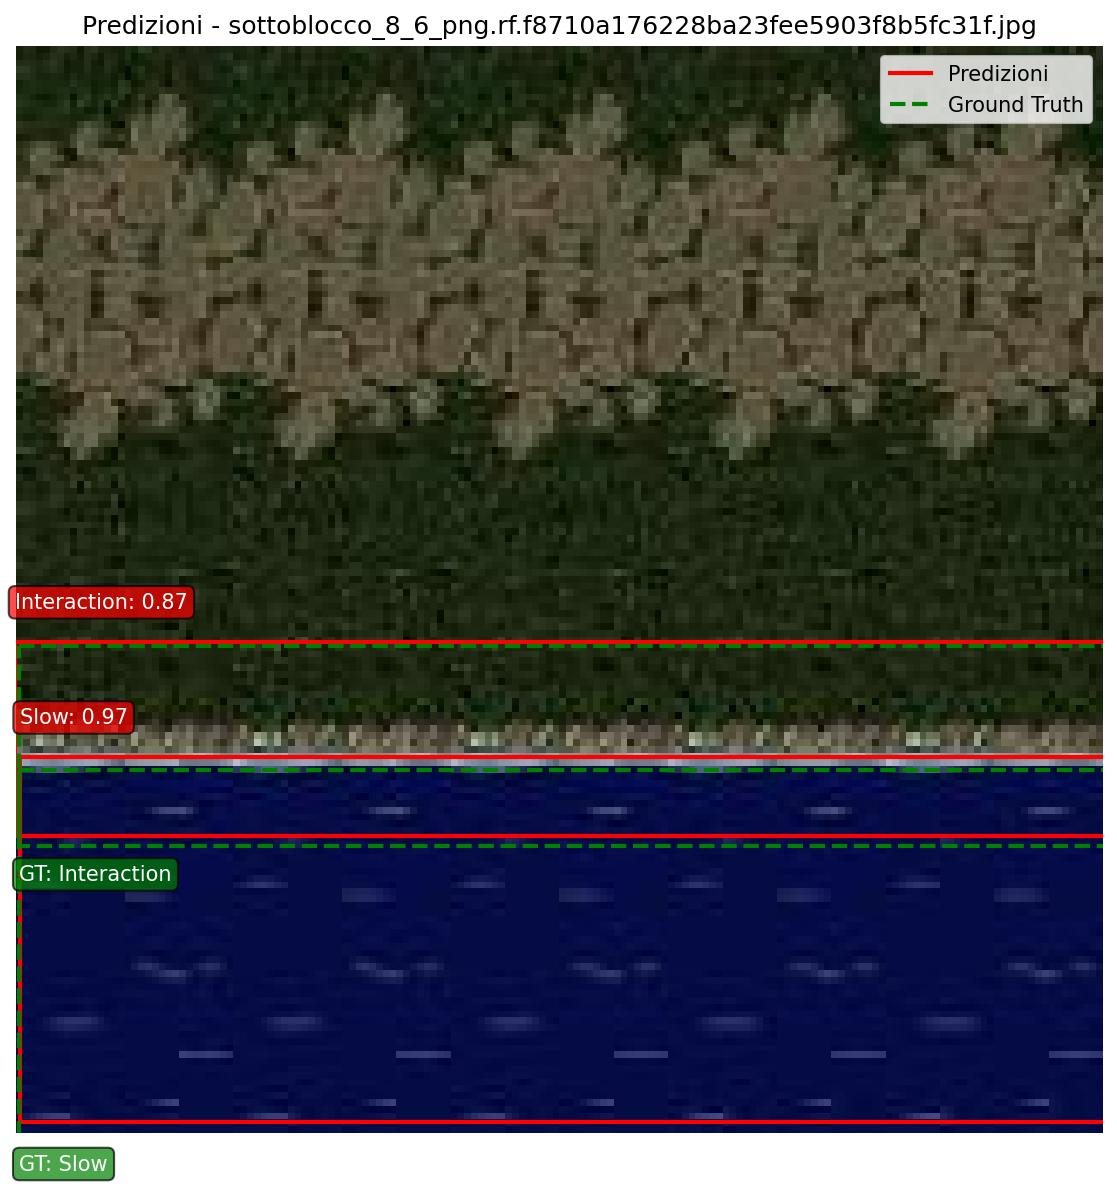 Predizioni - sottoblocco_8_6_png.rf.f8710a176228ba23fee5903f8b5fc31f.jpg
Predizioni
Ground Truth
Interaction: 0.87
Slow: 0.97
GT: Interaction
GT: Slow